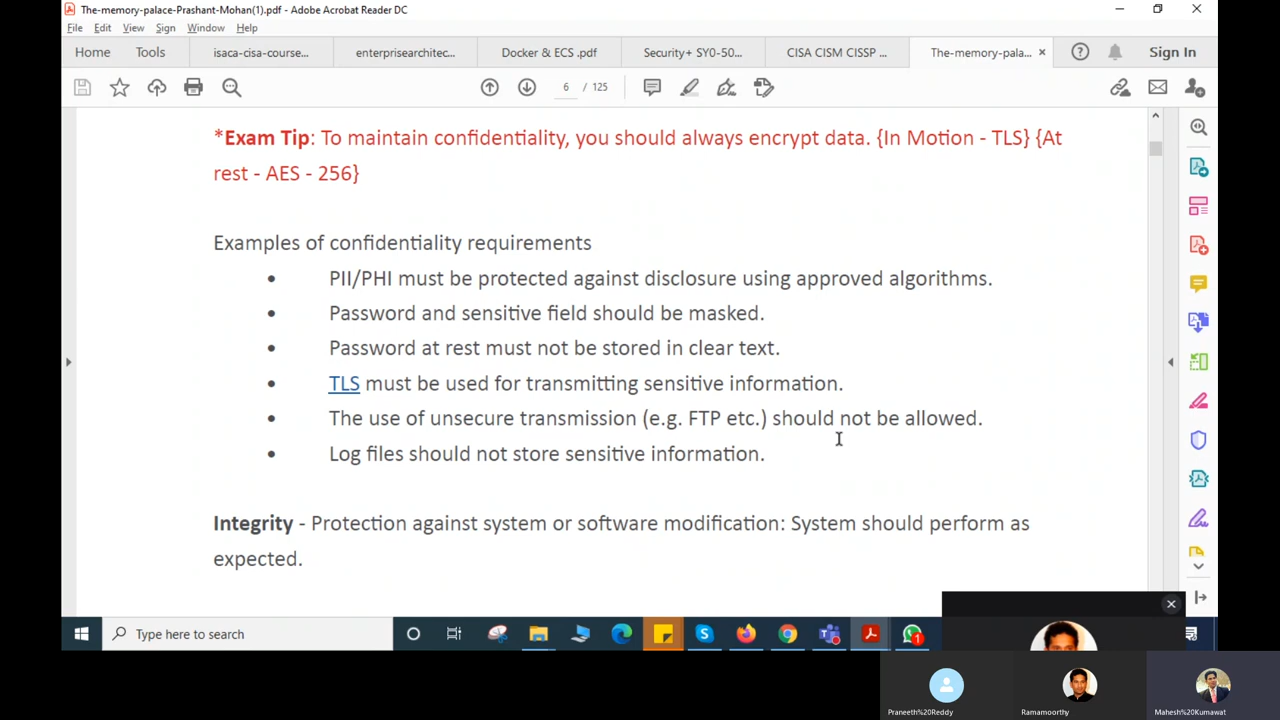 The-memory-palace-Prashant-Mohan(1).pdf - Adobe Acrobat Reader DC
File Edit View Sign Window Help
Home Tools isaca-cisa-course... enterprisearchitec... Docker & ECS .pdf Security+ SY0-50... CISA CISM CISSP ... The-memory-pala... × Sign In
6 / 125
*Exam Tip: To maintain confidentiality, you should always encrypt data. {In Motion - TLS} {At
rest - AES - 256}
Examples of confidentiality requirements
• PII/PHI must be protected against disclosure using approved algorithms.
• Password and sensitive field should be masked.
• Password at rest must not be stored in clear text.
• TLS must be used for transmitting sensitive information.
• The use of unsecure transmission (e.g. FTP etc.) should not be allowed.
• Log files should not store sensitive information.
Integrity - Protection against system or software modification: System should perform as
expected.
Type here to search
1
Praneeth%20Reddy Ramamoorthy Mahesh%20Kumawat